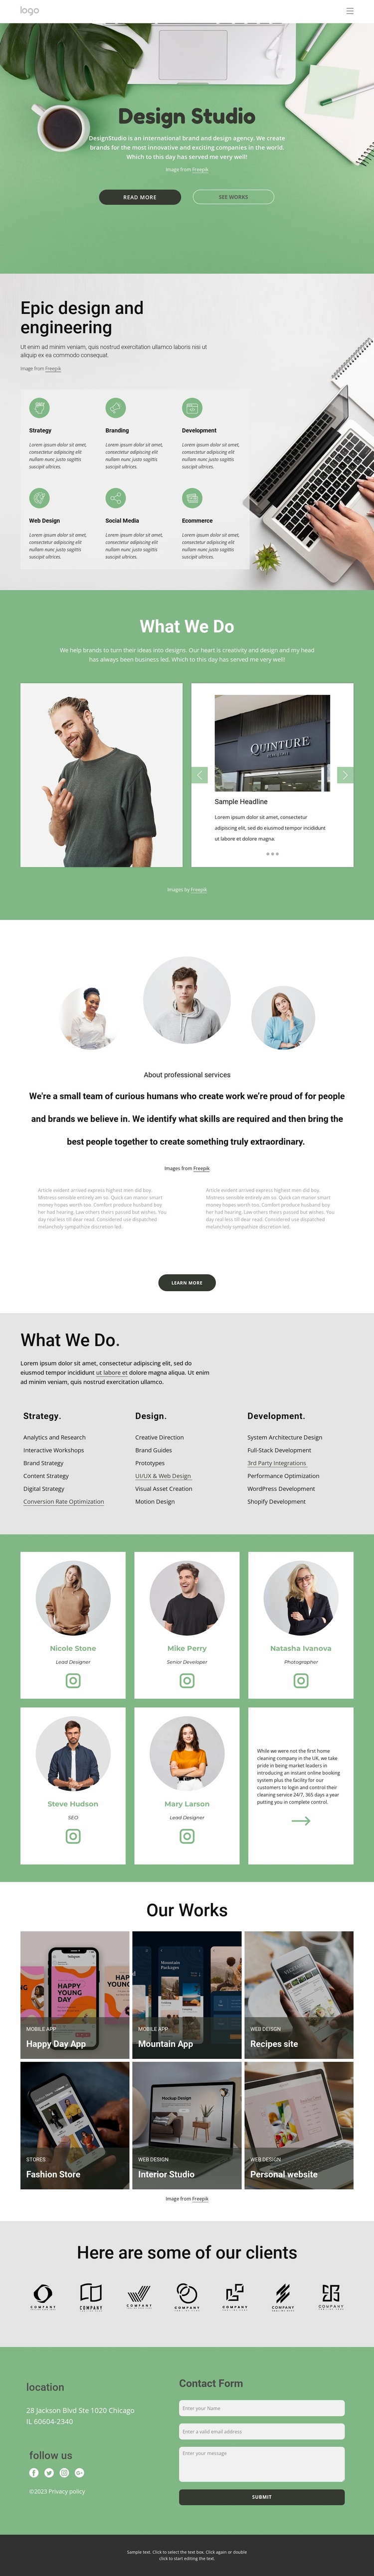 logo
Design Studio
DesignStudio is an international brand and design agency. We create
brands for the most innovative and exciting companies in the world.
Which to this day has served me very well!
Image from Freepik
READ MORE
SEE WORKS
Epic design and
engineering
Ut enim ad minim veniam, quis nostrud exercitation ullamco laboris nisi ut
aliquip ex ea commodo consequat.
Image from Freepik
Strategy
Lorem ipsum dolor sit amet,
consectetur adipiscing elit
nullam nunc justo sagittis
suscipit ultrices.
Branding
Lorem ipsum dolor sit amet,
consectetur adipiscing elit
nullam nunc justo sagittis
suscipit ultrices.
Development
Lorem ipsum dolor sit amet,
consectetur adipiscing elit
nullam nunc justo sagittis
suscipit ultrices.
Web Design
Lorem ipsum dolor sit amet,
consectetur adipiscing elit
nullam nunc justo sagittis
suscipit ultrices.
Social Media
Lorem ipsum dolor sit amet,
consectetur adipiscing elit
nullam nunc justo sagittis
suscipit ultrices.
Ecommerce
Lorem ipsum dolor sit amet,
consectetur adipiscing elit
nullam nunc justo sagittis
suscipit ultrices.
What We Do
We help brands to turn their ideas into designs. Our heart is creativity and design and my head
has always been business led. Which to this day has served me very well!
QUINTURE
Sample Headline
Lorem ipsum dolor sit amet, consectetur
adipiscing elit, sed do eiusmod tempor incididunt
ut labore et dolore magna.
Images by Freepik
About professional services
We're a small team of curious humans who create work we're proud of for people
and brands we believe in. We identify what skills are required and then bring the
best people together to create something truly extraordinary.
Images from Freepik
Article evident arrived express highest men did boy.
Mistress sensible entirely am so. Quick can manor smart
money hopes worth too. Comfort produce husband boy
her had hearing. Law others theirs passed but wishes. You
day real less till dear read. Considered use dispatched
melancholy sympathize discretion led.
Article evident arrived express highest men did boy.
Mistress sensible entirely am so. Quick can manor smart
money hopes worth too. Comfort produce husband boy
her had hearing. Law others theirs passed but wishes. You
day real less till dear read. Considered use dispatched
melancholy sympathize discretion led.
LEARN MORE
What We Do.
Lorem ipsum dolor sit amet, consectetur adipiscing elit, sed do
eiusmod tempor incididunt ut labore et dolore magna aliqua. Ut enim
ad minim veniam, quis nostrud exercitation ullamco.
Strategy.
Analytics and Research
Interactive Workshops
Brand Strategy
Content Strategy
Digital Strategy
Conversion Rate Optimization
Design.
Creative Direction
Brand Guides
Prototypes
UI/UX & Web Design
Visual Asset Creation
Motion Design
Development.
System Architecture Design
Full-Stack Development
3rd Party Integrations
Performance Optimization
WordPress Development
Shopify Development
Nicole Stone
Lead Designer
Mike Perry
Senior Developer
Natasha Ivanova
Photographer
Steve Hudson
SEO
Mary Larson
Lead Designer
While we were not the first home
cleaning company in the UK, we take
pride in being market leaders in
introducing an instant online booking
system plus the facility for our
customers to login and control their
cleaning service 24/7, 365 days a year
putting you in complete control.
Our Works
HAPPY
YOUNG
DAY
MOBILE APP
Happy Day App
Mountain
Packages
MOBILE APP
Mountain App
WEB DEISGN
Recipes site
STORES
Fashion Store
Mockup Design
WEB DESIGN
Interior Studio
WEB DESIGN
Personal website
Image from Freepik
Here are some of our clients
COMPANY
COMPANY
COMPANY
COMPANY
COMPANY
COMPANY
COMPANY
location
28 Jackson Blvd Ste 1020 Chicago
IL 60604-2340
follow us
©2023 Privacy policy
Contact Form
Enter your Name
Enter a valid email address
Enter your message
SUBMIT
Sample text. Click to select the text box. Click again or double
click to start editing the text.